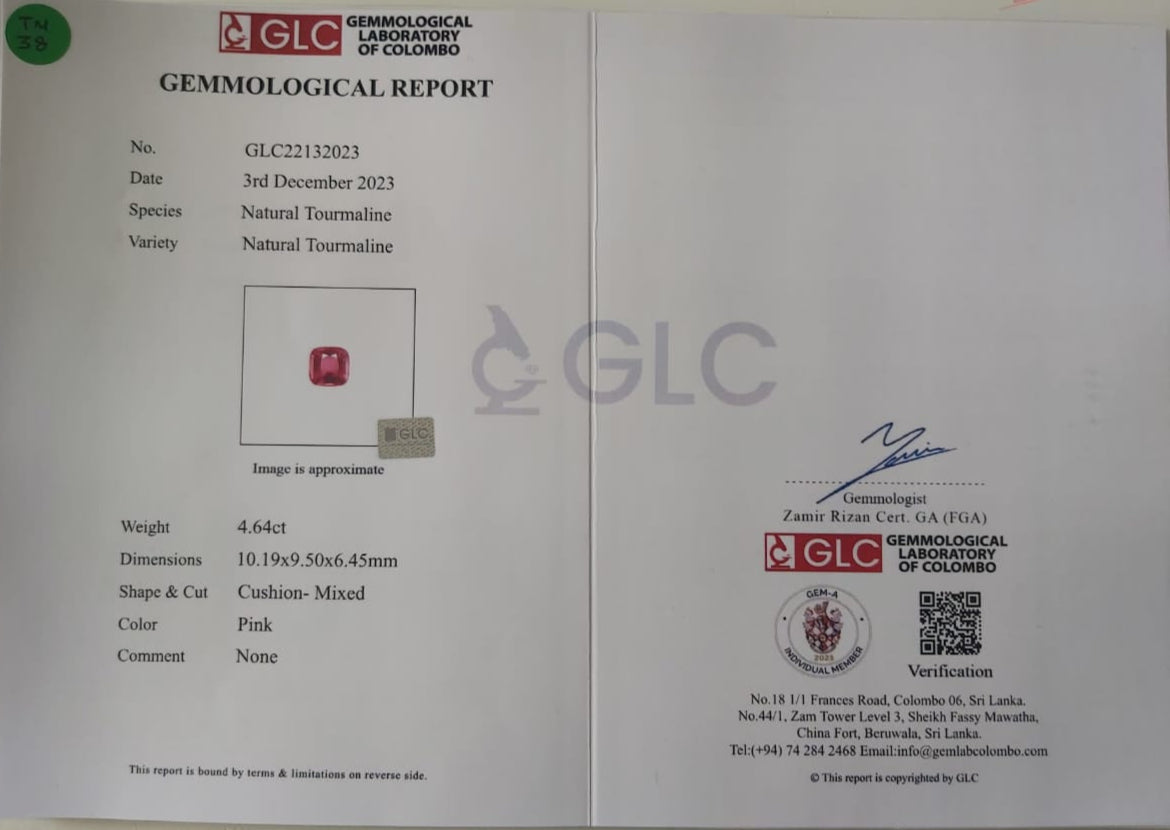 TM
38
GLC GEMMOLOGICAL
LABORATORY
OF COLOMBO
GEMMOLOGICAL REPORT
No. GLC22132023
Date 3rd December 2023
Species Natural Tourmaline
Variety Natural Tourmaline
GLC
Image is approximate
Weight 4.64ct
Dimensions 10.19x9.50x6.45mm
Shape & Cut Cushion- Mixed
Color Pink
Comment None
This report is bound by terms & limitations on reverse side.
GLC
Gemmologist
Zamir Rizan Cert. GA (FGA)
GLC GEMMOLOGICAL
LABORATORY
OF COLOMBO
GEM-A
2023
INDIVIDUAL MEMBER
Verification
No.18 1/1 Frances Road, Colombo 06, Sri Lanka.
No.44/1, Zam Tower Level 3, Sheikh Fassy Mawatha,
China Fort, Beruwala, Sri Lanka.
Tel:(+94) 74 284 2468 Email:info@gemlabcolombo.com
© This report is copyrighted by GLC